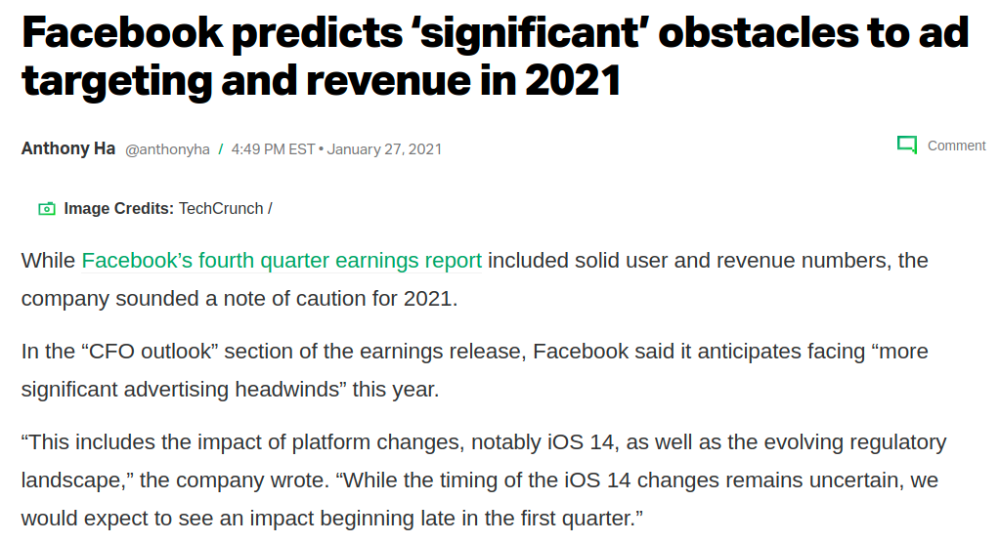 Facebook predicts ‘significant’ obstacles to ad
targeting and revenue in 2021
Anthony Ha @anthonyha / 4:49 PM EST • January 27, 2021
Comment
Image Credits: TechCrunch /
While Facebook’s fourth quarter earnings report included solid user and revenue numbers, the
company sounded a note of caution for 2021.
In the “CFO outlook” section of the earnings release, Facebook said it anticipates facing “more
significant advertising headwinds” this year.
“This includes the impact of platform changes, notably iOS 14, as well as the evolving regulatory
landscape,” the company wrote. “While the timing of the iOS 14 changes remains uncertain, we
would expect to see an impact beginning late in the first quarter.”